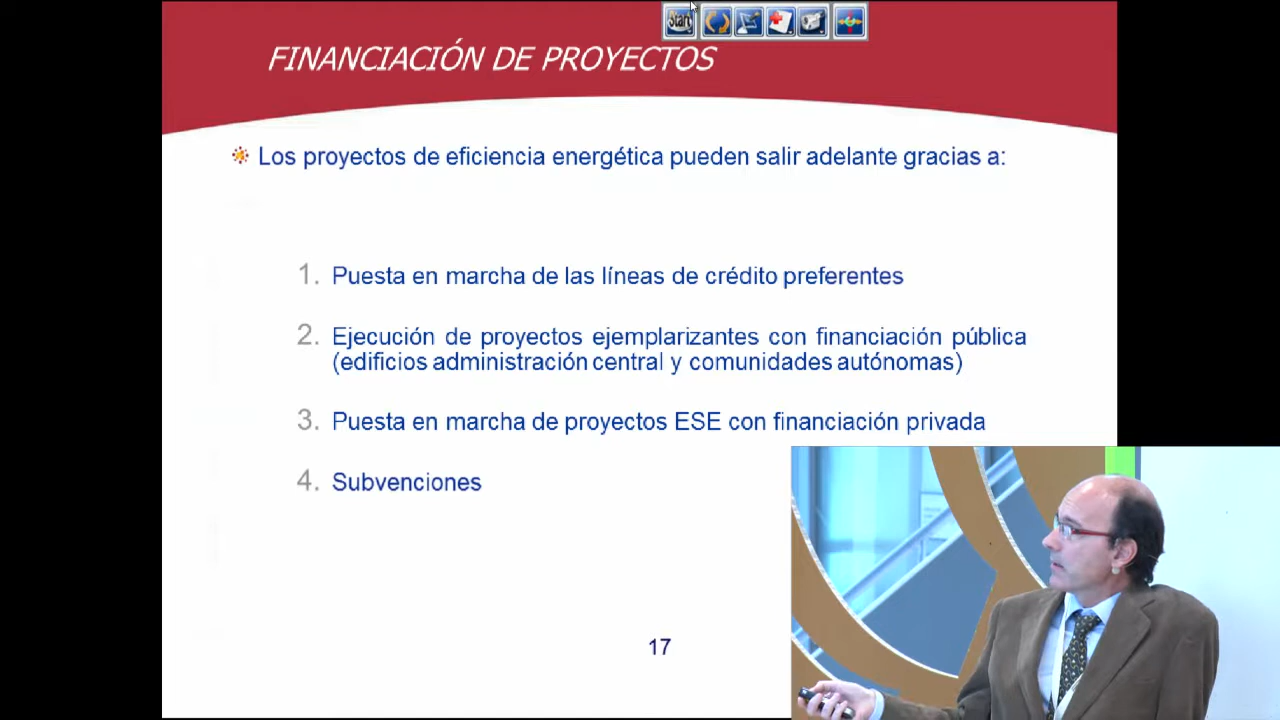 Start
FINANCIACIÓN DE PROYECTOS
Los proyectos de eficiencia energética pueden salir adelante gracias a:
1. Puesta en marcha de las líneas de crédito preferentes
2. Ejecución de proyectos ejemplarizantes con financiación pública
(edificios administración central y comunidades autónomas)
3. Puesta en marcha de proyectos ESE con financiación privada
4. Subvenciones
17